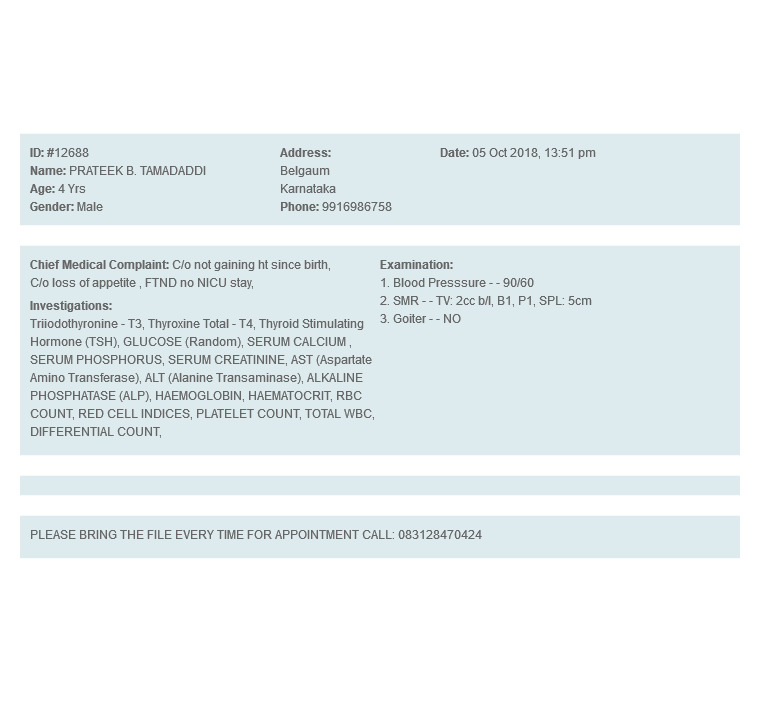 ID: #12688
Name: PRATEEK B. TAMADADDI
Age: 4 Yrs
Gender: Male
Address:
Belgaum
Karnataka
Phone: 9916986758
Date: 05 Oct 2018, 13:51 pm
Chief Medical Complaint: C/o not gaining ht since birth,
C/o loss of appetite , FTND no NICU stay,
Investigations:
Triiodothyronine - T3, Thyroxine Total - T4, Thyroid Stimulating
Hormone (TSH), GLUCOSE (Random), SERUM CALCIUM ,
SERUM PHOSPHORUS, SERUM CREATININE, AST (Aspartate
Amino Transferase), ALT (Alanine Transaminase), ALKALINE
PHOSPHATASE (ALP), HAEMOGLOBIN, HAEMATOCRIT, RBC
COUNT, RED CELL INDICES, PLATELET COUNT, TOTAL WBC,
DIFFERENTIAL COUNT,
Examination:
1. Blood Presssure - - 90/60
2. SMR - - TV: 2cc b/l, B1, P1, SPL: 5cm
3. Goiter - - NO
PLEASE BRING THE FILE EVERY TIME FOR APPOINTMENT CALL: 083128470424